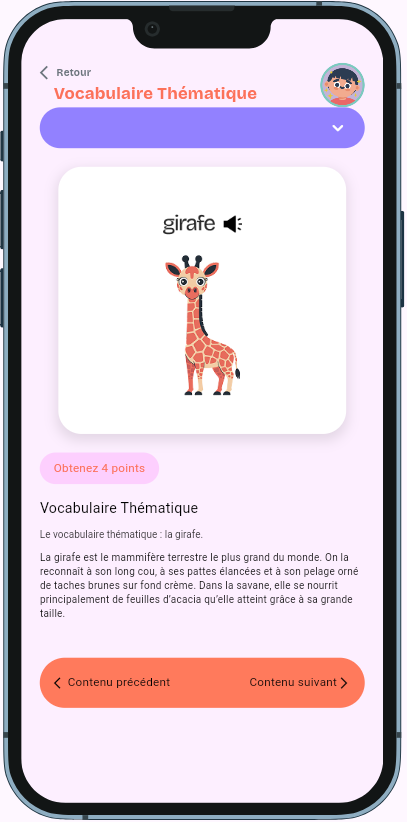 Retour
Vocabulaire Thématique
girafe
Obtenez 4 points
Vocabulaire Thématique
Le vocabulaire thématique : la girafe.
La girafe est le mammifère terrestre le plus grand du monde. On la
reconnaît à son long cou, à ses pattes élancées et à son pelage orné
de taches brunes sur fond crème. Dans la savane, elle se nourrit
principalement de feuilles d’acacia qu’elle atteint grâce à sa grande
taille.
Contenu précédent
Contenu suivant